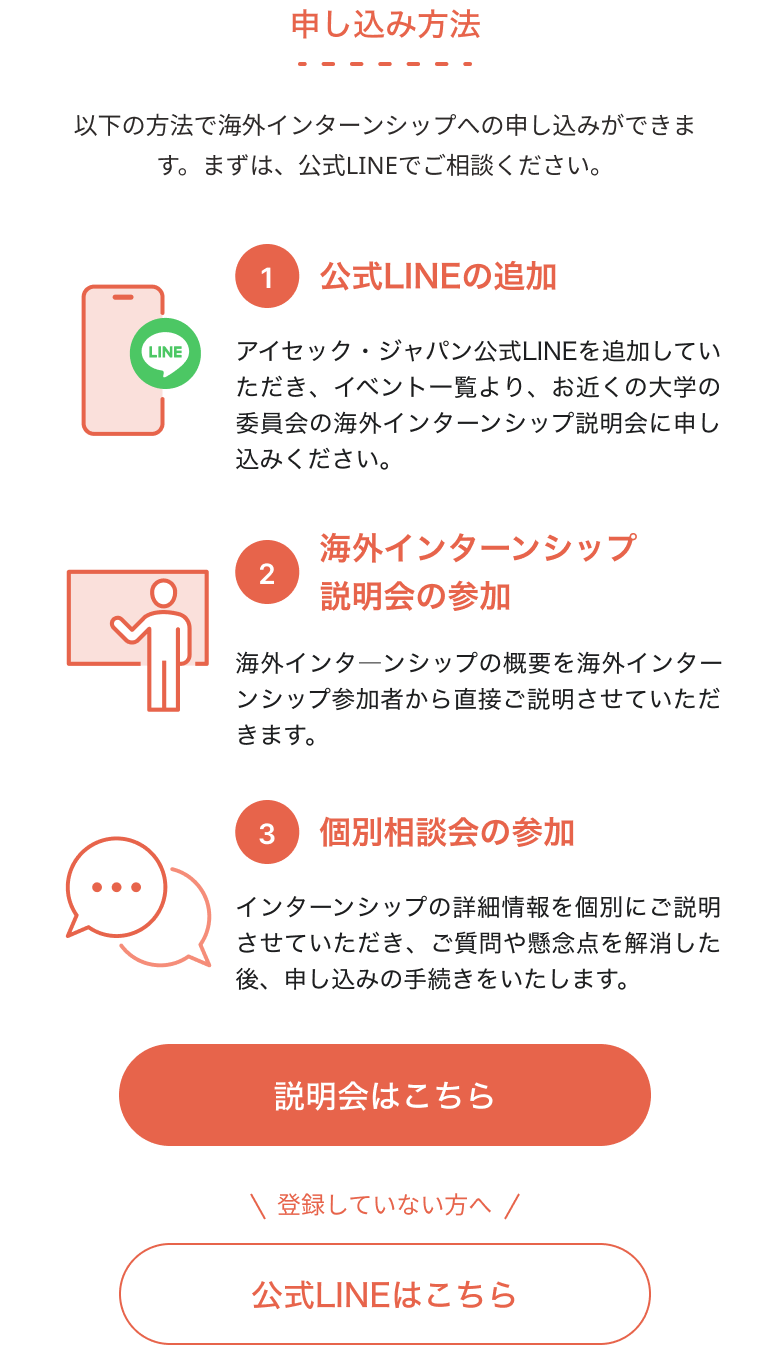 申し込み方法
以下の方法で海外インターンシップへの申し込みができま
す。まずは、公式LINEでご相談ください。
1 公式LINEの追加
LINE
アイセック・ジャパン公式LINEを追加してい
ただき、イベント一覧より、お近くの大学の
委員会の海外インターンシップ説明会に申し
込みください。
2 海外インターンシップ
説明会の参加
海外インタ―ンシップの概要を海外インター
ンシップ参加者から直接ご説明させていただ
きます。
3 個別相談会の参加
インターンシップの詳細情報を個別にご説明
させていただき、ご質問や懸念点を解消した
後、申し込みの手続きをいたします。
説明会はこちら
\ 登録していない方へ /
公式LINEはこちら